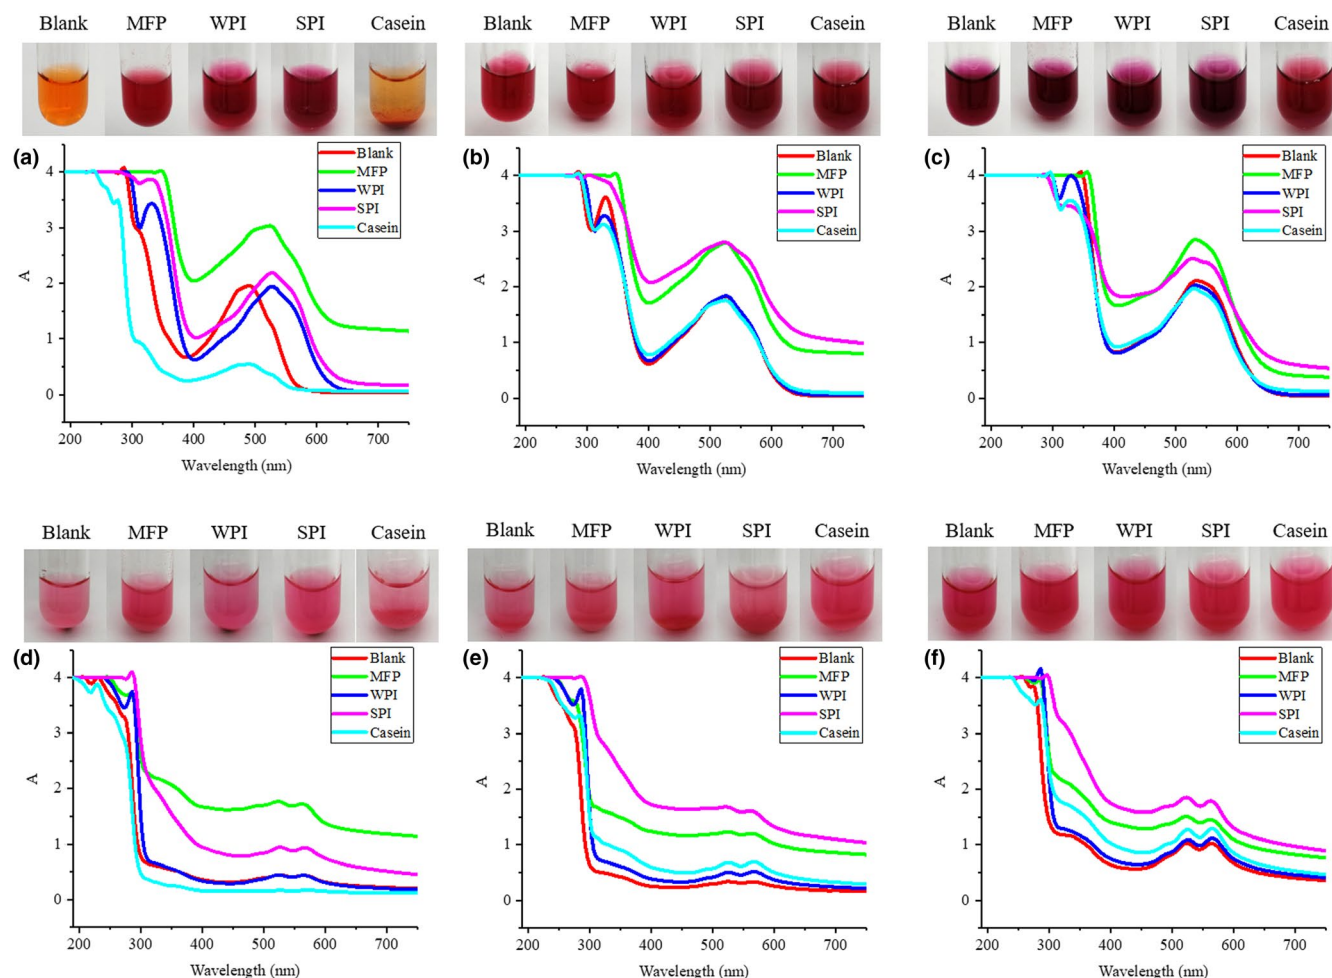 Blank MFP WPI SPI Casein
(a)
Blank
MFP
WPI
SPI
Casein
4
3
2
1
0
A
200 300 400 500 600 700
Wavelength (nm)
Blank MFP WPI SPI Casein
(b)
Blank
MFP
WPI
SPI
Casein
4
3
2
1
0
A
200 300 400 500 600 700
Wavelength (nm)
Blank MFP WPI SPI Casein
(c)
Blank
MFP
WPI
SPI
Casein
4
3
2
1
0
A
200 300 400 500 600 700
Wavelength (nm)
Blank MFP WPI SPI Casein
(d)
Blank
MFP
WPI
SPI
Casein
4
3
2
1
0
A
200 300 400 500 600 700
Wavelength (nm)
Blank MFP WPI SPI Casein
(e)
Blank
MFP
WPI
SPI
Casein
4
3
2
1
0
A
200 300 400 500 600 700
Wavelength (nm)
Blank MFP WPI SPI Casein
(f)
Blank
MFP
WPI
SPI
Casein
4
3
2
1
0
A
200 300 400 500 600 700
Wavelength (nm)